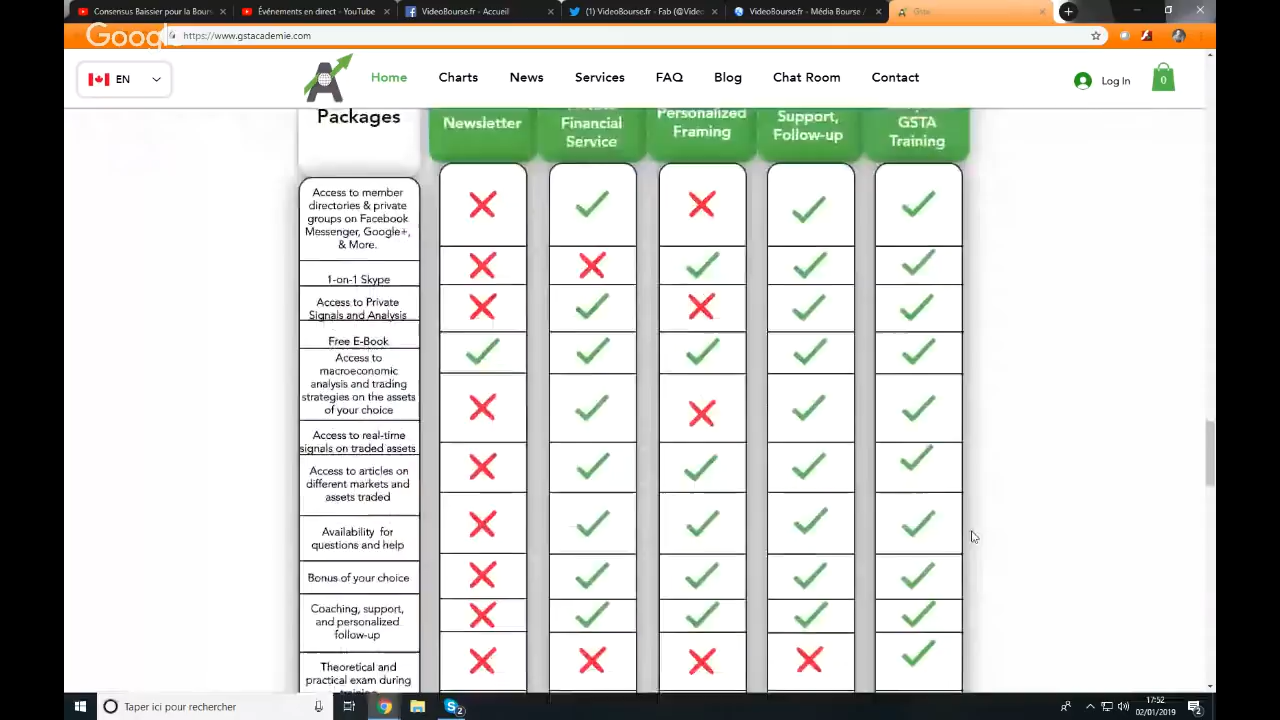 Consensus Baissier pour la Bour
Événements en direct - YouTube
VideoBourse.fr - Accueil
(1) VideoBourse.fr - Fab (@Video
VideoBourse.fr - Média Bourse /
Gsta
https://www.gstacademie.com
EN
Home
Charts
News
Services
FAQ
Blog
Chat Room
Contact
Log In
0
Packages
Newsletter
Financial
Service
Personalized
Framing
Support,
Follow-up
GSTA
Training
Access to member
directories & private
groups on Facebook
Messenger, Google+,
& More.
1-on-1 Skype
Access to Private
Signals and Analysis
Free E-Book
Access to
macroeconomic
analysis and trading
strategies on the assets
of your choice
Access to real-time
signals on traded assets
Access to articles on
different markets and
assets traded
Availability for
questions and help
Bonus of your choice
Coaching, support,
and personalized
follow-up
Theoretical and
practical exam during
Taper ici pour rechercher
2
17:52
02/01/2019
2